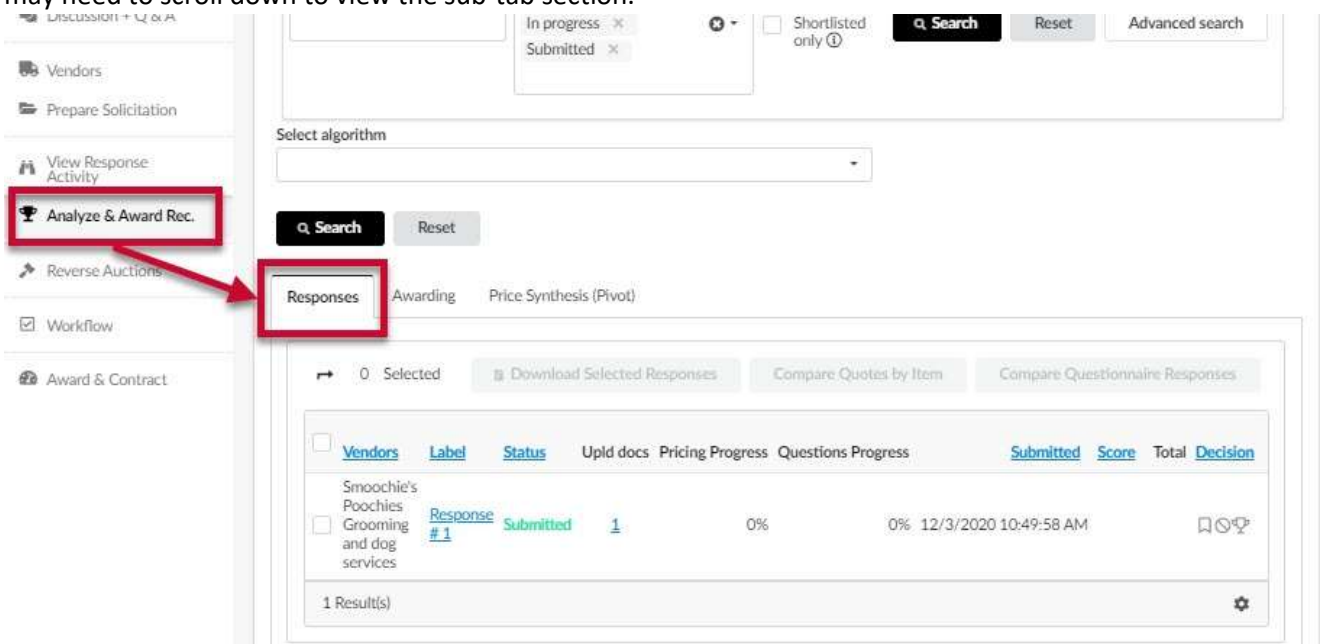 may need to scroll down to view the sub-tab section.
Discussion + Q & A
Vendors
Prepare Solicitation
View Response
Activity
Analyze & Award Rec.
Reverse Auctions
Workflow
Award & Contract
In progress ×
Submitted ×
Shortlisted
only
Search
Reset
Advanced search
Select algorithm
Search
Reset
Responses
Awarding
Price Synthesis (Pivot)
0 Selected
Download Selected Responses
Compare Quotes by Item
Compare Questionnaire Responses
Vendors Label Status Upld docs Pricing Progress Questions Progress Submitted Score Total Decision
Smoochie's
Poochies
Grooming
and dog
services
Response
# 1
Submitted
1
0%
0%
12/3/2020 10:49:58 AM
1 Result(s)